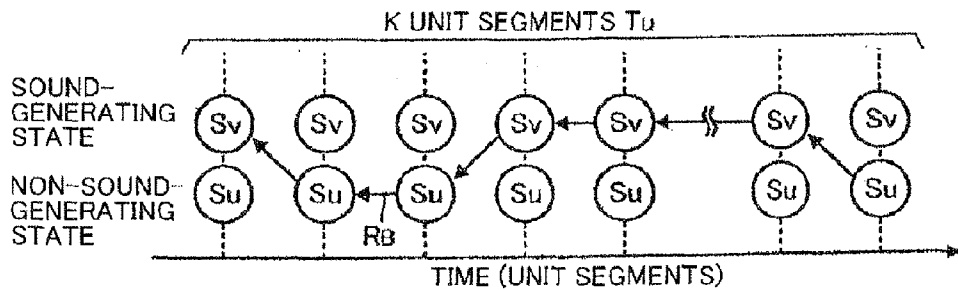 K UNIT SEGMENTS Tu
SOUND-
GENERATING
STATE
Sv Sv Sv Sv Sv Sv Sv
NON-SOUND-
GENERATING
STATE
Su Su Su Su Su Su Su
RB
TIME (UNIT SEGMENTS)